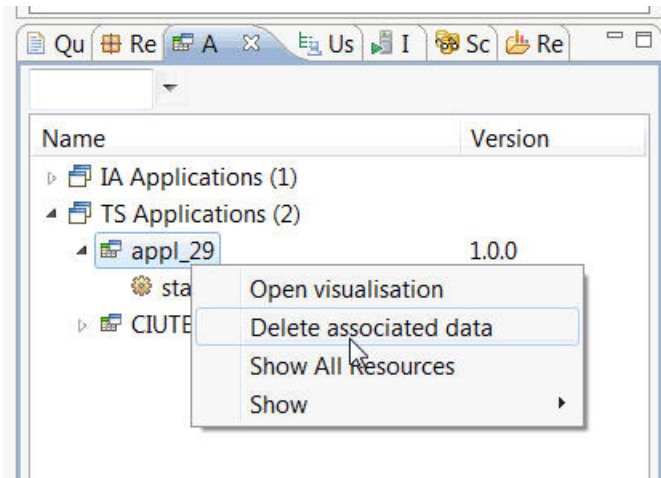 Qu Re A Us I Sc Re
Name Version
IA Applications (1)
TS Applications (2)
appl_29 1.0.0
sta
CIUTE
Open visualisation
Delete associated data
Show All Resources
Show